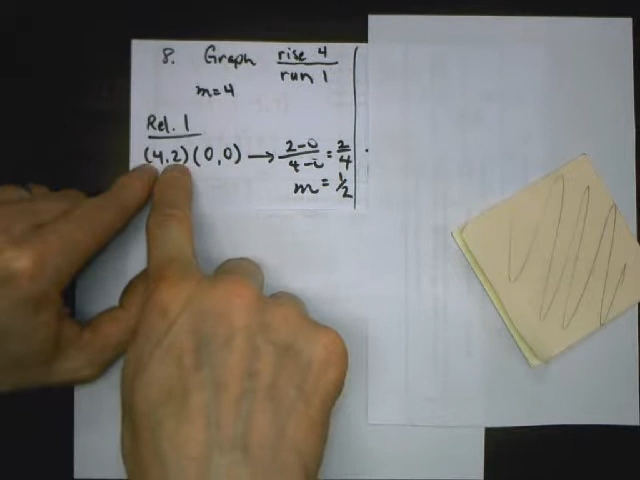 8. Graph rise 4
run 1
m=4
Rel. 1
(4,2)(0,0) → 2-0/4-0 = 2/4
m = 1/2